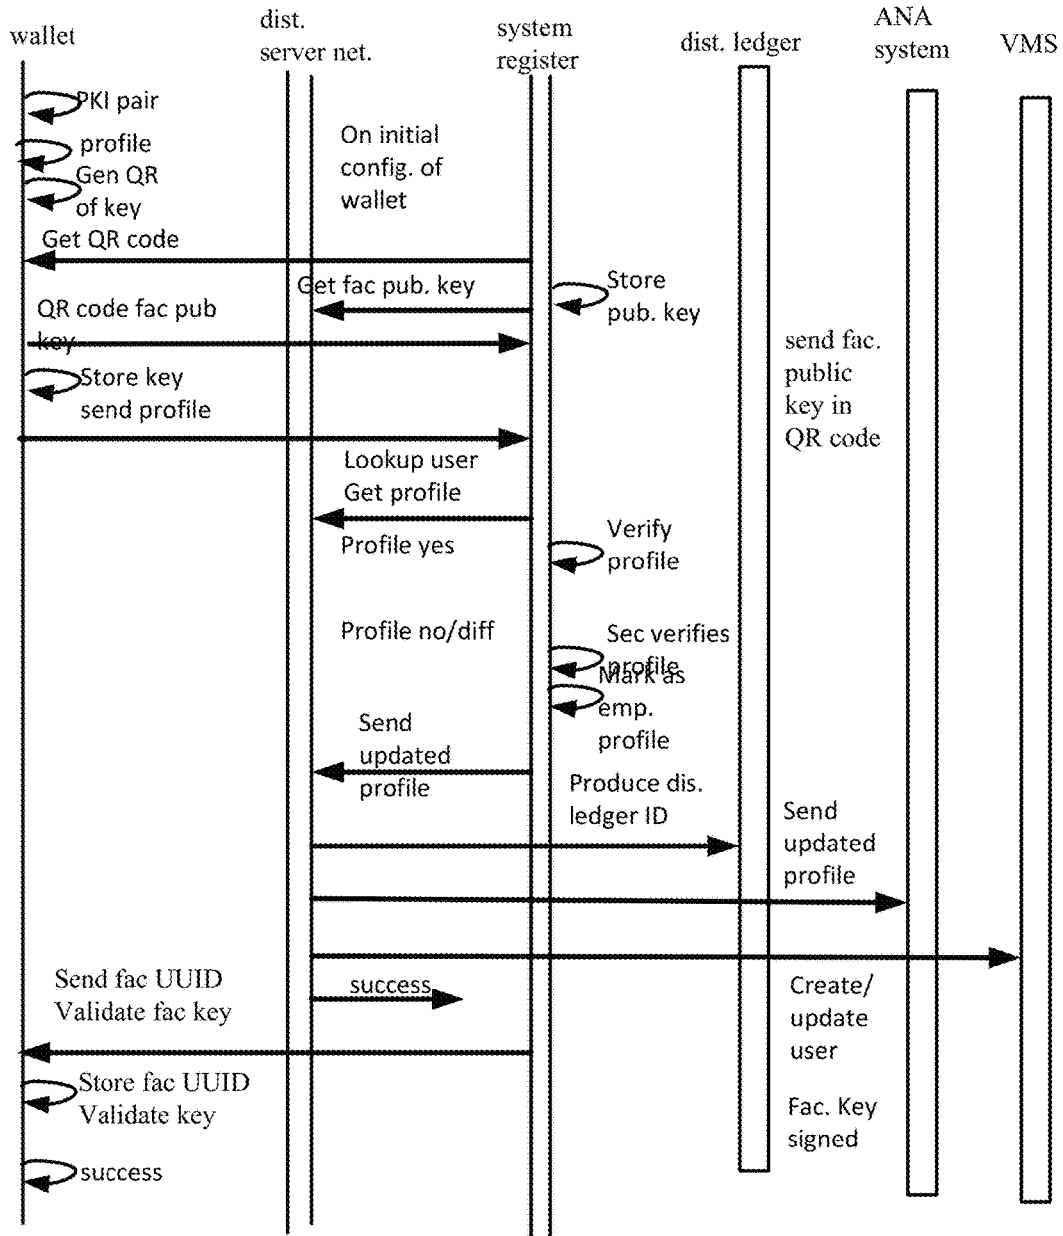 wallet
dist.
server net.
system
register
dist. ledger
ANA
system
VMS
PKI pair
profile
Gen QR
of key
On initial
config. of
wallet
Get QR code
Get fac pub. key
Store
pub. key
QR code fac pub
key
send fac.
public
key in
QR code
Store key
send profile
Lookup user
Get profile
Verify
profile
Profile yes
Profile no/diff
Sec verifies
profile
Mark as
emp.
profile
Send
updated
profile
Produce dis.
ledger ID
Send
updated
profile
Send fac UUID
Validate fac key
success
Create/
update
user
Store fac UUID
Validate key
Fac. Key
signed
success